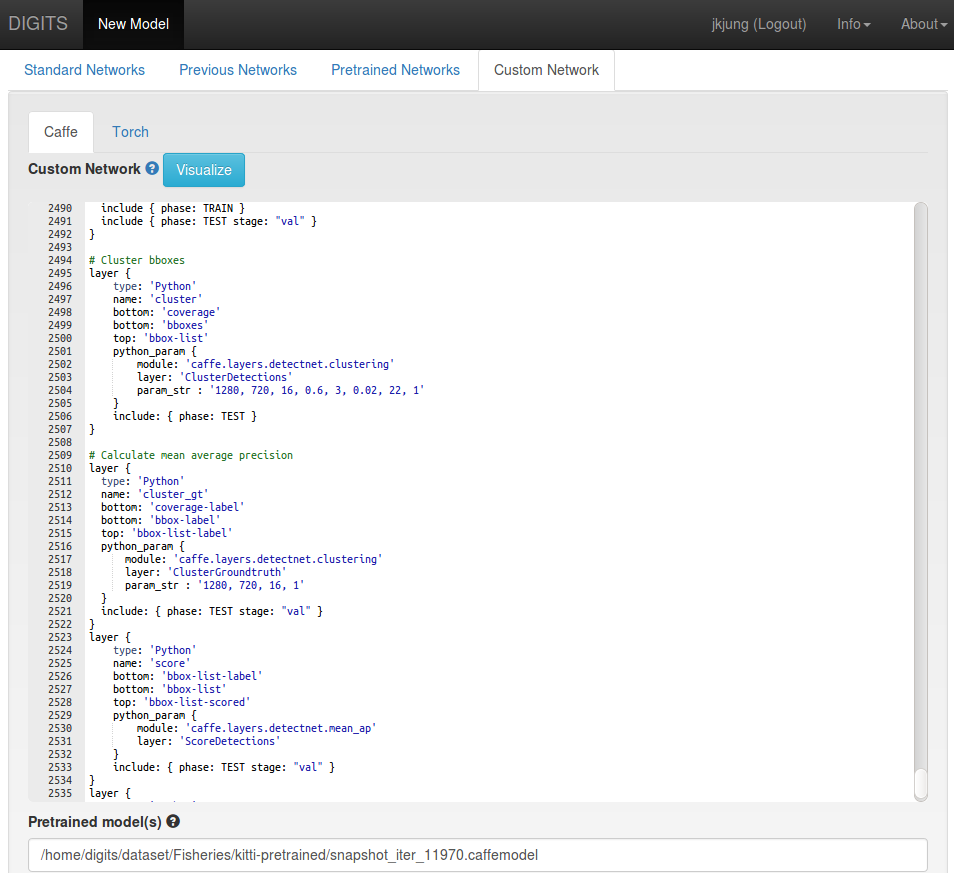 DIGITS New Model jkjung (Logout) Info About
Standard Networks Previous Networks Pretrained Networks Custom Network
Caffe Torch
Custom Network ? Visualize
2490   include { phase: TRAIN }
2491   include { phase: TEST stage: "val" }
2492 }
2493
2494 # Cluster bboxes
2495 layer {
2496     type: 'Python'
2497     name: 'cluster'
2498     bottom: 'coverage'
2499     bottom: 'bboxes'
2500     top: 'bbox-list'
2501     python_param {
2502         module: 'caffe.layers.detectnet.clustering'
2503         layer: 'ClusterDetections'
2504         param_str : '1280, 720, 16, 0.6, 3, 0.02, 22, 1'
2505     }
2506     include: { phase: TEST }
2507 }
2508
2509 # Calculate mean average precision
2510 layer {
2511   type: 'Python'
2512   name: 'cluster_gt'
2513   bottom: 'coverage-label'
2514   bottom: 'bbox-label'
2515   top: 'bbox-list-label'
2516   python_param {
2517       module: 'caffe.layers.detectnet.clustering'
2518       layer: 'ClusterGroundtruth'
2519       param_str : '1280, 720, 16, 1'
2520   }
2521   include: { phase: TEST stage: "val" }
2522 }
2523 layer {
2524     type: 'Python'
2525     name: 'score'
2526     bottom: 'bbox-list-label'
2527     bottom: 'bbox-list'
2528     top: 'bbox-list-scored'
2529     python_param {
2530         module: 'caffe.layers.detectnet.mean_ap'
2531         layer: 'ScoreDetections'
2532     }
2533     include: { phase: TEST stage: "val" }
2534 }
2535 layer {
Pretrained model(s) ?
/home/digits/dataset/Fisheries/kitti-pretrained/snapshot_iter_11970.caffemodel